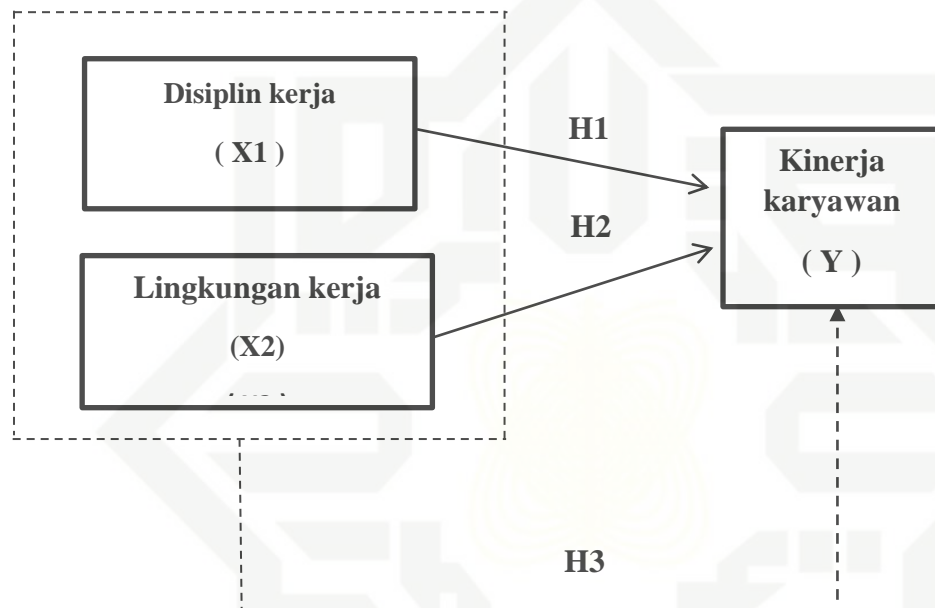 Disiplin kerja
( X1 )
H1
Kinerja
karyawan
( Y )
H2
Lingkungan kerja
(X2)
H3